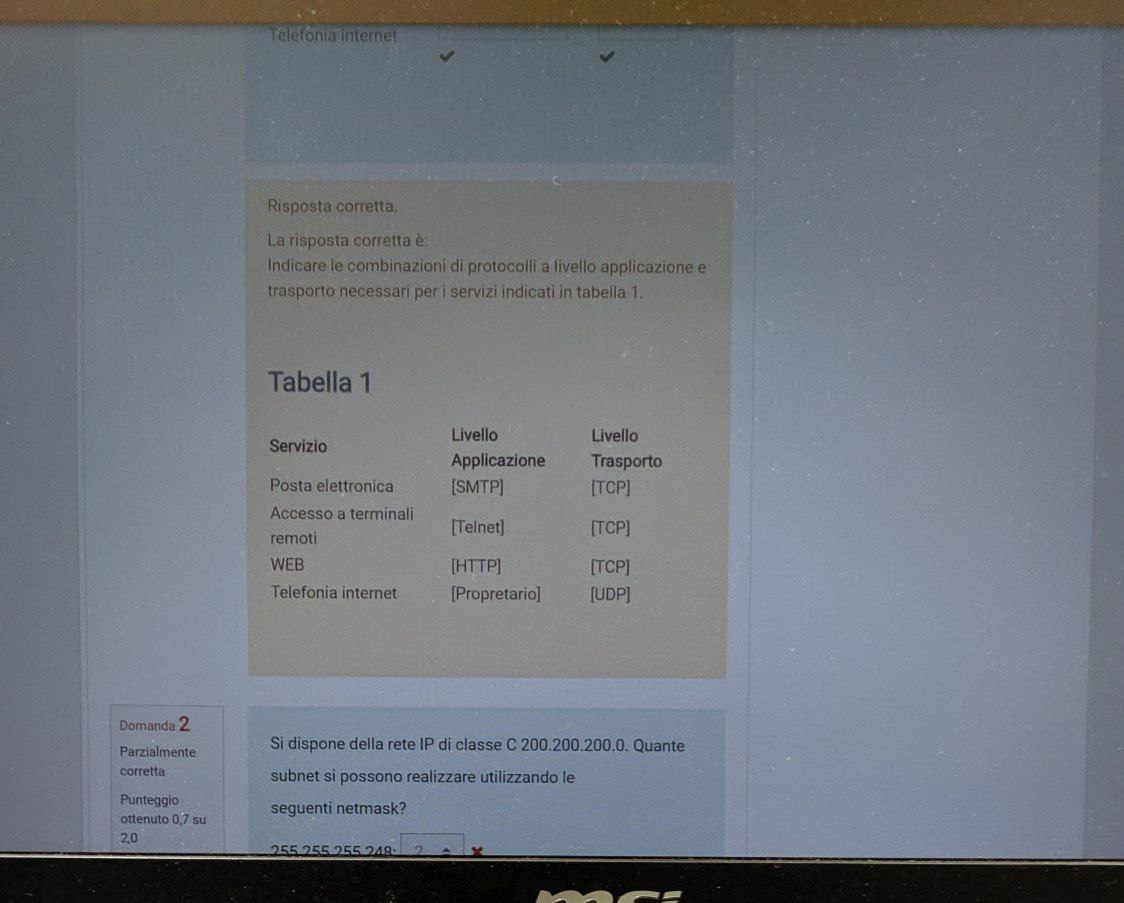 Telefonia internet
Risposta corretta.
La risposta corretta è:
Indicare le combinazioni di protocolli a livello applicazione e
trasporto necessari per i servizi indicati in tabella 1.
Tabella 1
Servizio Livello Applicazione Livello Trasporto
Posta elettronica [SMTP] [TCP]
Accesso a terminali remoti [Telnet] [TCP]
WEB [HTTP] [TCP]
Telefonia internet [Propretario] [UDP]
Domanda 2
Parzialmente
corretta
Punteggio
ottenuto 0,7 su
2,0
Si dispone della rete IP di classe C 200.200.200.0. Quante
subnet si possono realizzare utilizzando le
seguenti netmask?
255.255.255.248:
msi